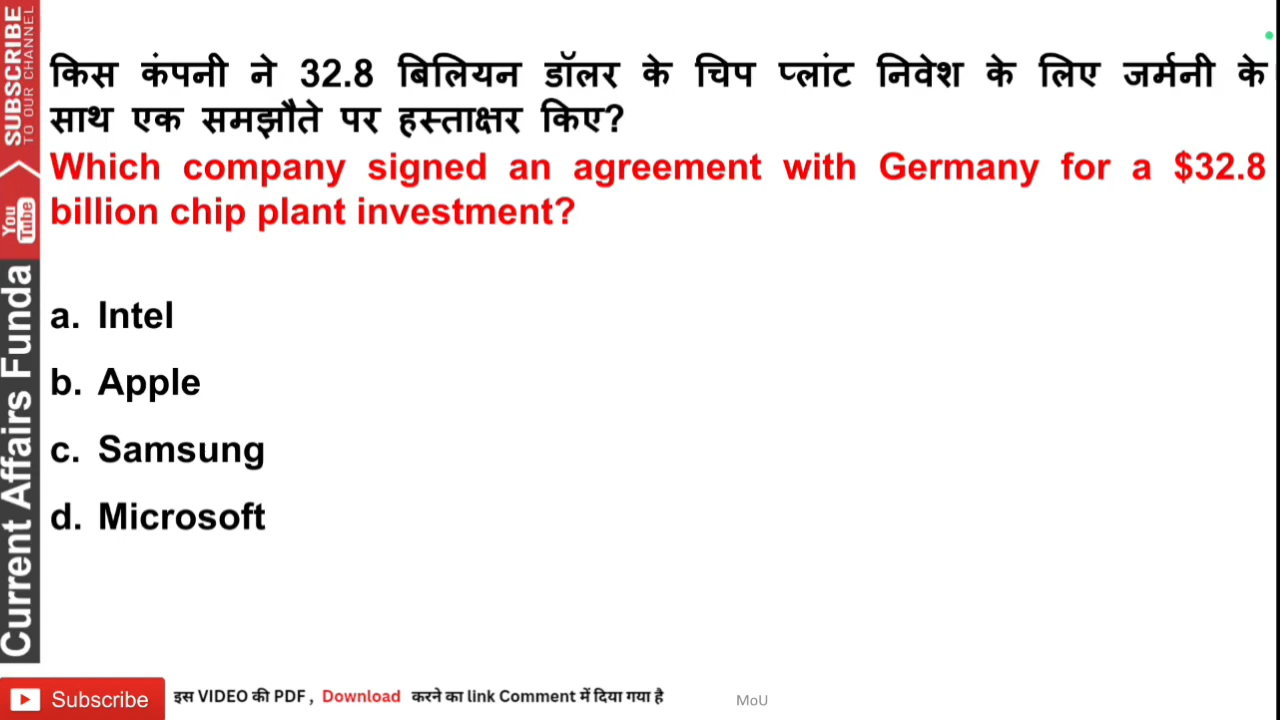 किस कंपनी ने 32.8 बिलियन डॉलर के चिप प्लांट निवेश के लिए जर्मनी के
साथ एक समझौते पर हस्ताक्षर किए?
Which company signed an agreement with Germany for a $32.8
billion chip plant investment?
a. Intel
b. Apple
c. Samsung
d. Microsoft
SUBSCRIBE
TO OUR CHANNEL
You
Tube
Current Affairs Funda
Subscribe
इस VIDEO की PDF , Download करने का link Comment में दिया गया है
MoU